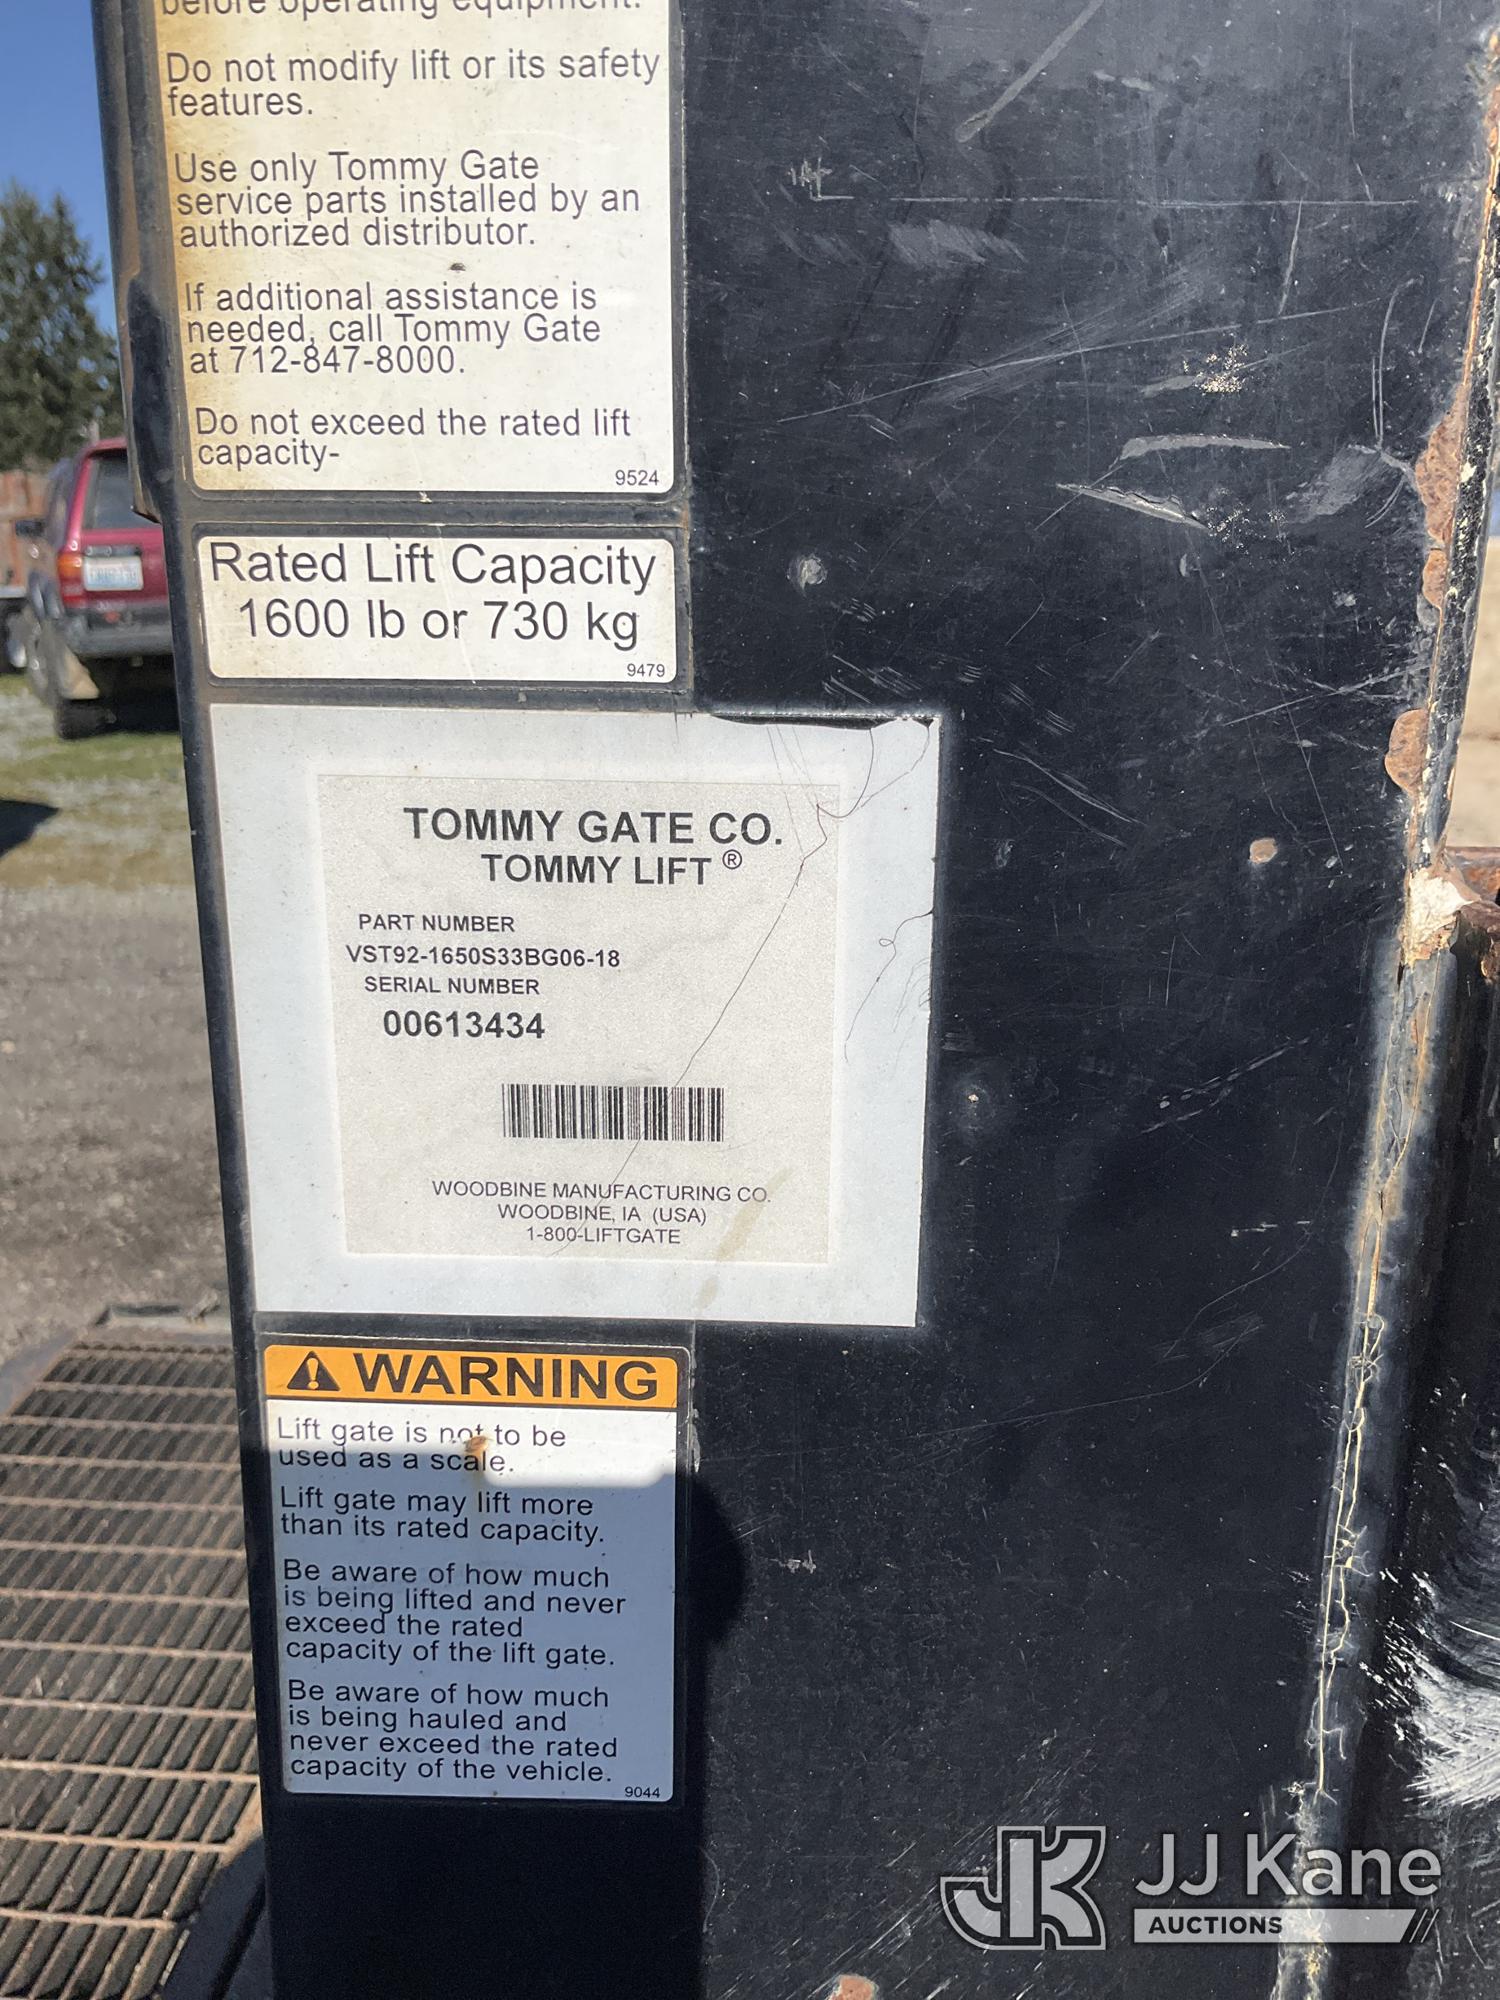 before operating equipment.
Do not modify lift or its safety
features.
Use only Tommy Gate
service parts installed by an
authorized distributor.
If additional assistance is
needed, call Tommy Gate
at 712-847-8000.
Do not exceed the rated lift
capacity-
9524
Rated Lift Capacity
1600 lb or 730 kg
9479
TOMMY GATE CO.
TOMMY LIFT ®
PART NUMBER
VST92-1650S33BG06-18
SERIAL NUMBER
00613434
WOODBINE MANUFACTURING CO.
WOODBINE, IA (USA)
1-800-LIFTGATE
WARNING
Lift gate is not to be
used as a scale.
Lift gate may lift more
than its rated capacity.
Be aware of how much
is being lifted and never
exceed the rated
capacity of the lift gate.
Be aware of how much
is being hauled and
never exceed the rated
capacity of the vehicle.
9044
JK JJ Kane
AUCTIONS